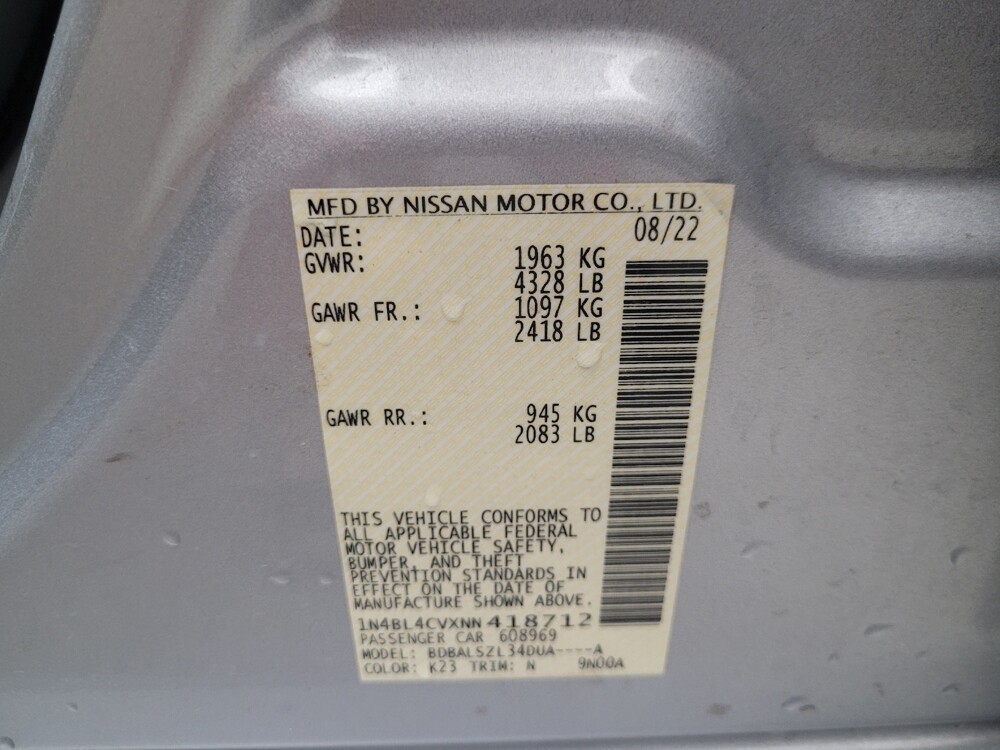 MFD BY NISSAN MOTOR CO., LTD.
DATE: 08/22
GVWR: 1963 KG
4328 LB
GAWR FR.: 1097 KG
2418 LB
GAWR RR.: 945 KG
2083 LB
THIS VEHICLE CONFORMS TO
ALL APPLICABLE FEDERAL
MOTOR VEHICLE SAFETY,
BUMPER, AND THEFT
PREVENTION STANDARDS IN
EFFECT ON THE DATE OF
MANUFACTURE SHOWN ABOVE.
1N4BL4CVXNN418712
PASSENGER CAR 608969
MODEL: BDBALSZL34DUA----A
COLOR: K23 TRIM: N 9N00A